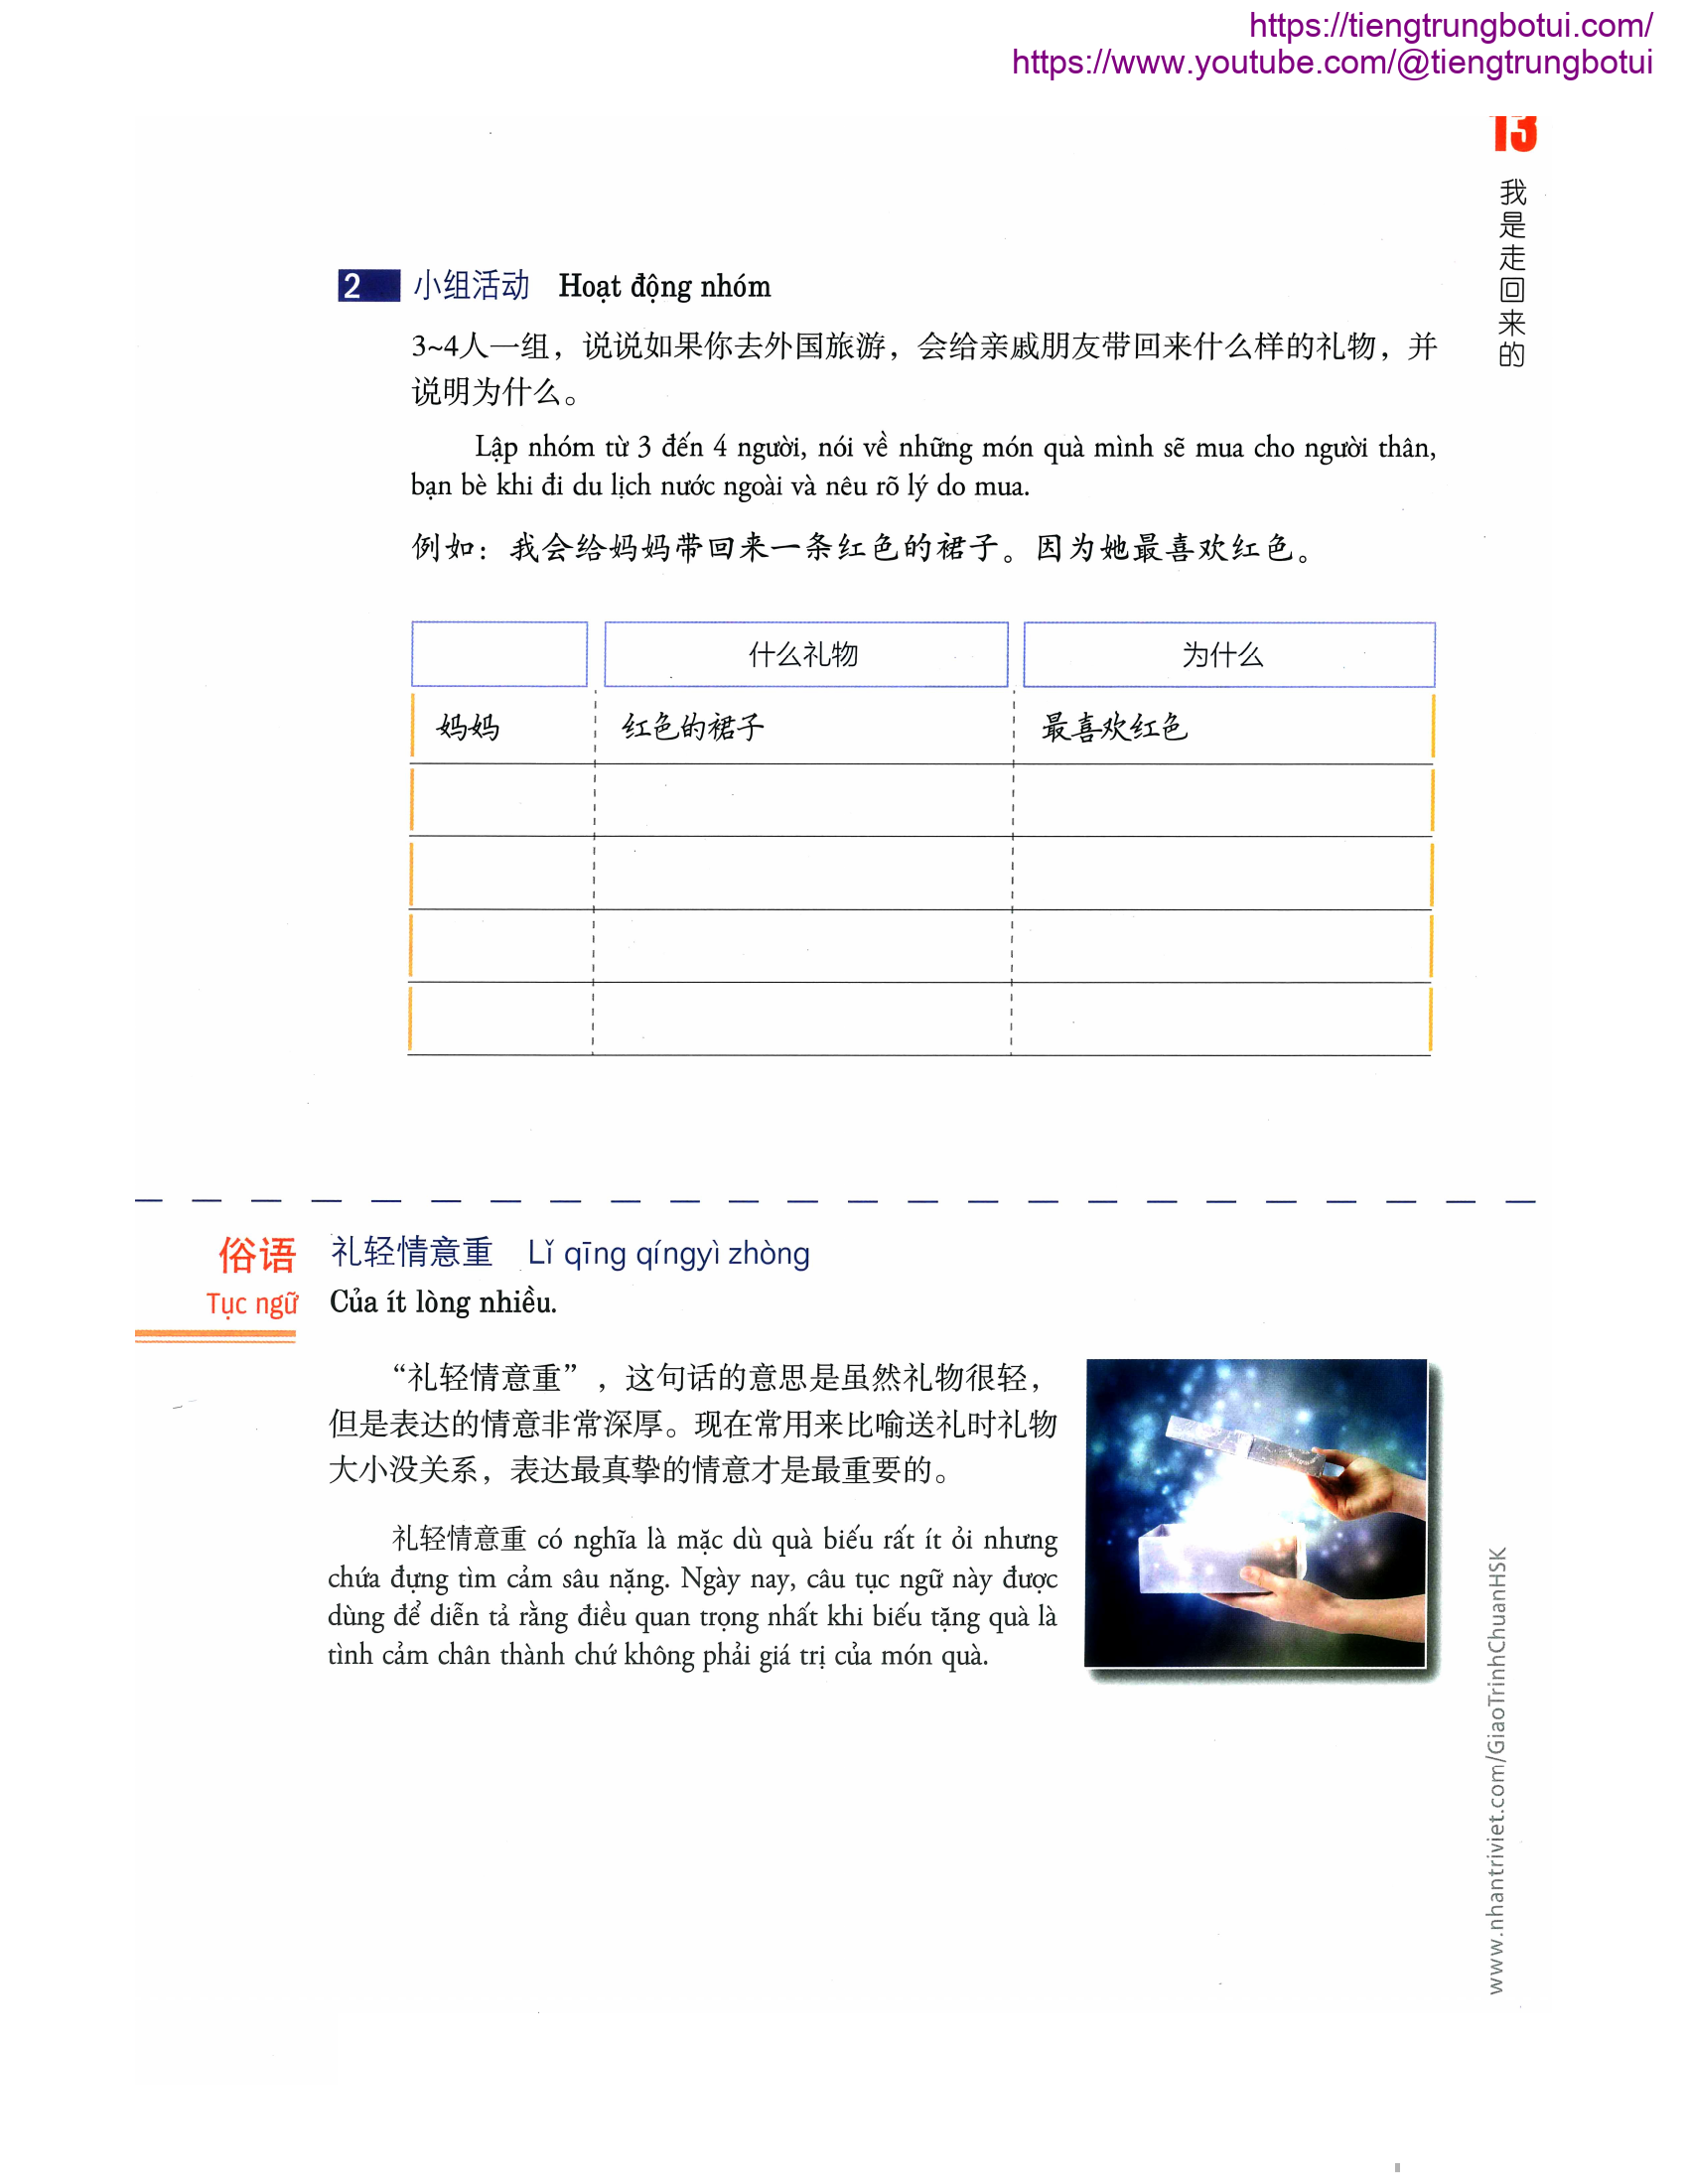 https://tiengtrungbotui.com/
https://www.youtube.com/@tiengtrungbotui
13
我是走回来的
2 小组活动 Hoạt động nhóm
3~4人一组，说说如果你去外国旅游，会给亲戚朋友带回来什么样的礼物，并
说明为什么。
Lập nhóm từ 3 đến 4 người, nói về những món quà mình sẽ mua cho người thân,
bạn bè khi đi du lịch nước ngoài và nêu rõ lý do mua.
例如：我会给妈妈带回来一条红色的裙子。因为她最喜欢红色。
什么礼物 为什么
妈妈 红色的裙子 最喜欢红色
俗语 礼轻情意重 Lǐ qīng qíngyì zhòng
Tục ngữ Của ít lòng nhiều.
“礼轻情意重”，这句话的意思是虽然礼物很轻，
但是表达的情意非常深厚。现在常用来比喻送礼时礼物
大小没关系，表达最真挚的情意才是最重要的。
礼轻情意重 có nghĩa là mặc dù quà biếu rất ít ỏi nhưng
chứa đựng tìm cảm sâu nặng. Ngày nay, câu tục ngữ này được
dùng để diễn tả rằng điều quan trọng nhất khi biếu tặng quà là
tình cảm chân thành chứ không phải giá trị của món quà.
www.nhantriviet.com/GiaoTrinhChuanHSK